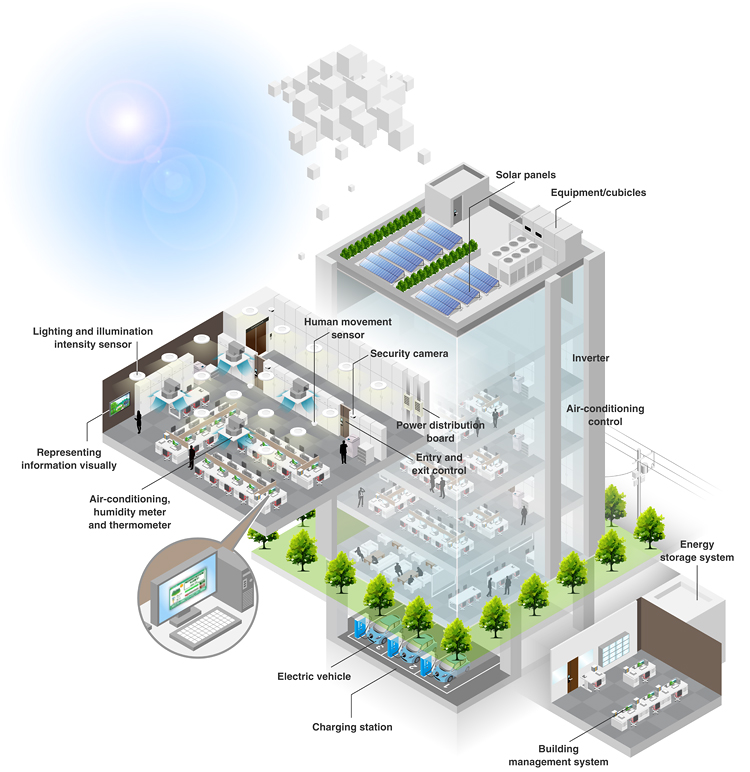 Solar panels
Equipment/cubicles
Lighting and illumination
intensity sensor
Human movement
sensor
Security camera
Inverter
Power distribution
board
Air-conditioning
control
Representing
information visually
Entry and
exit control
Air-conditioning,
humidity meter
and thermometer
Energy
storage system
Electric vehicle
Charging station
Building
management system